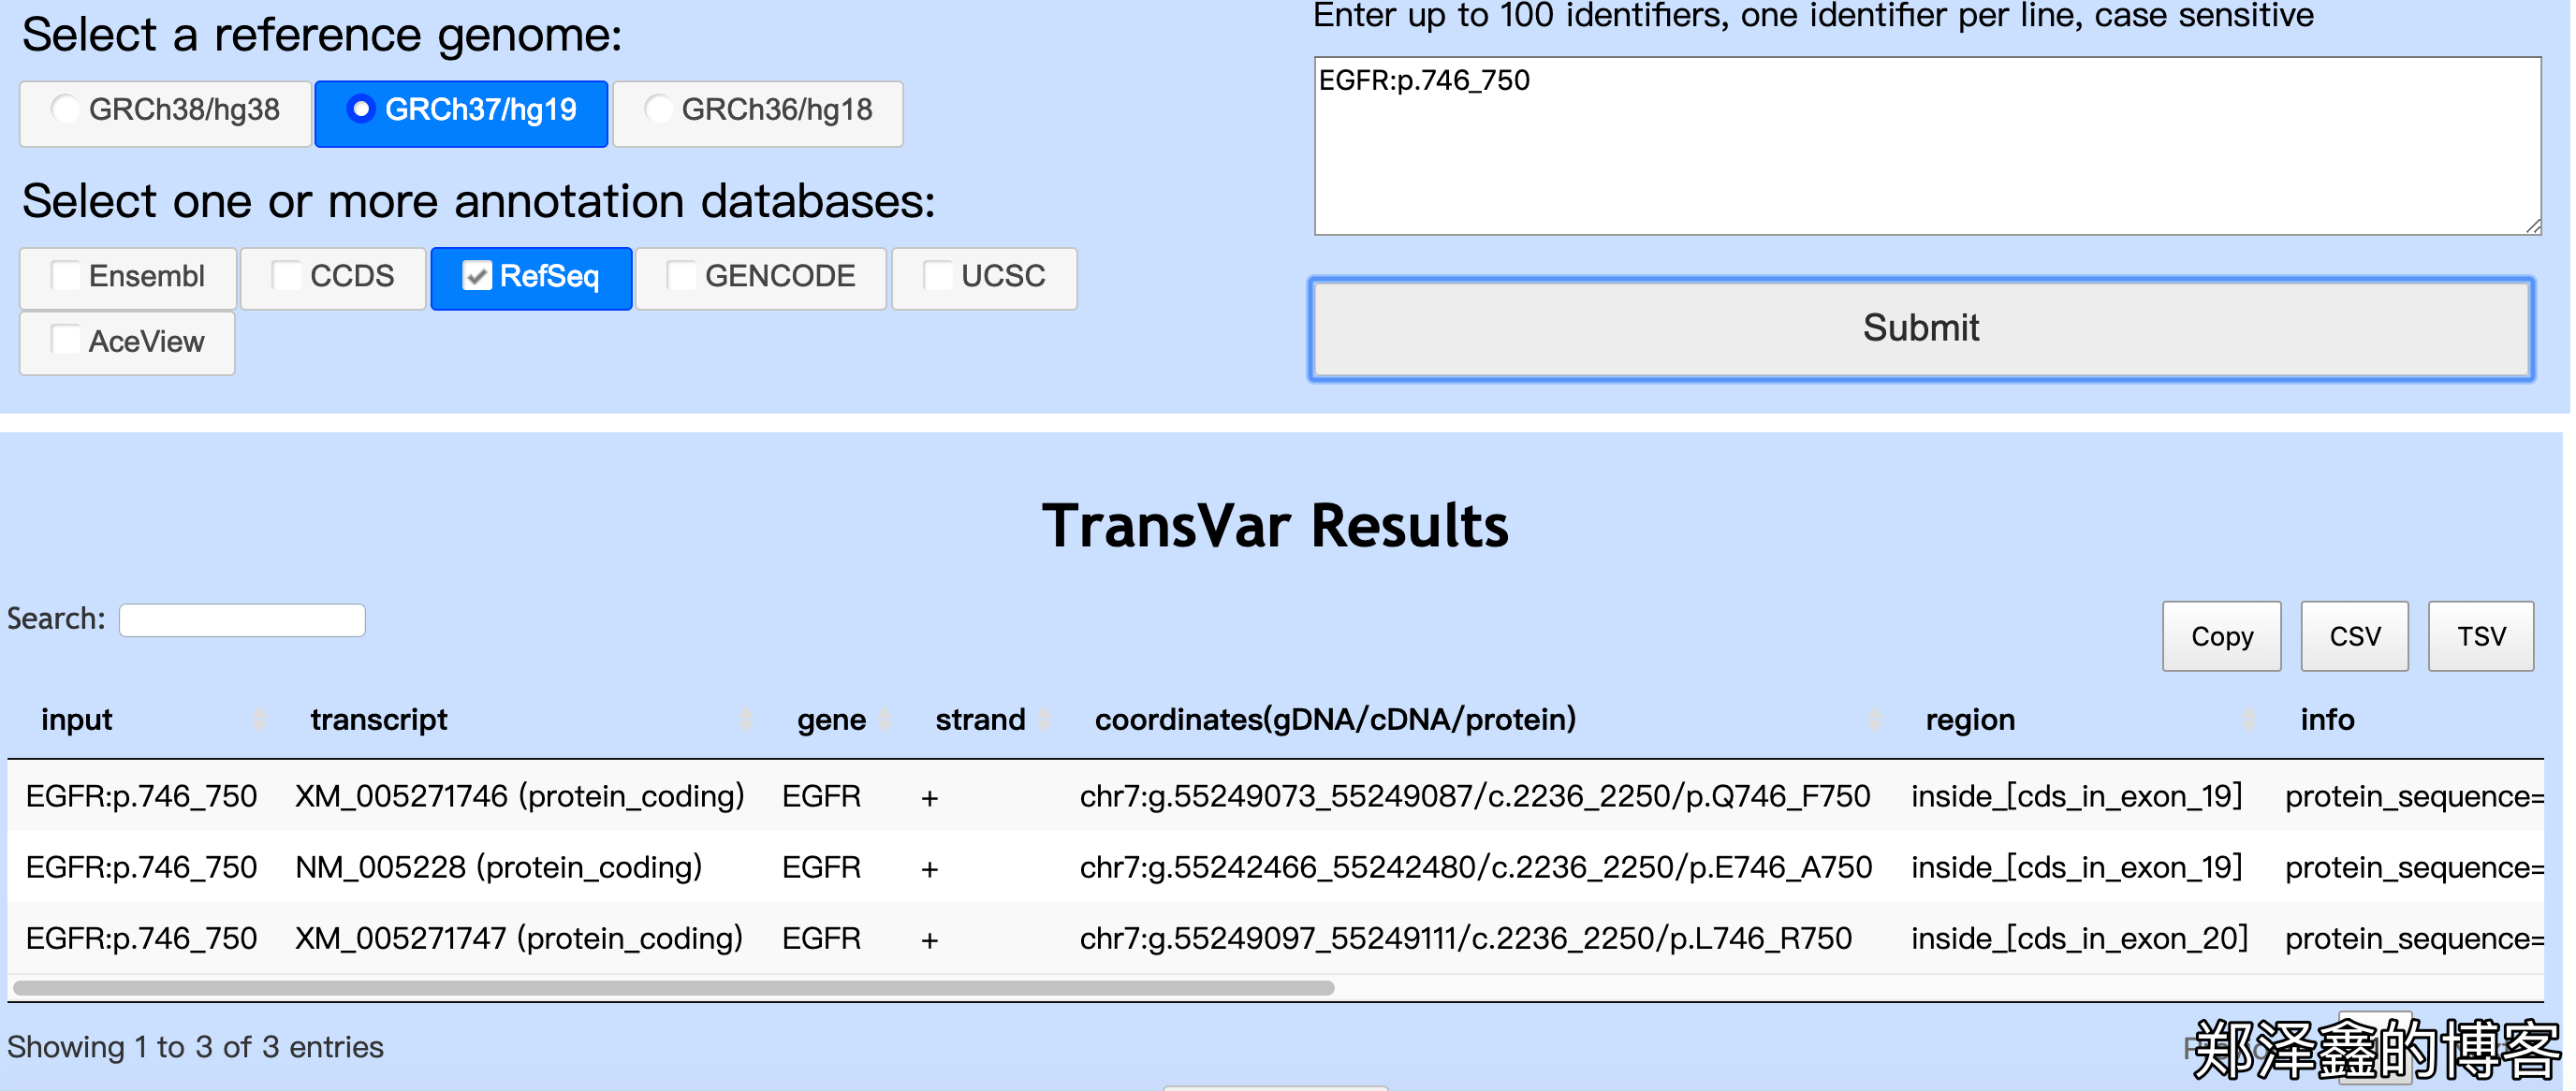 Select a reference genome:
GRCh38/hg38 GRCh37/hg19 GRCh36/hg18
Select one or more annotation databases:
Ensembl CCDS RefSeq GENCODE UCSC
AceView
Enter up to 100 identifiers, one identifier per line, case sensitive
EGFR:p.746_750
Submit
TransVar Results
Search:
Copy CSV TSV
input transcript gene strand coordinates(gDNA/cDNA/protein) region info
EGFR:p.746_750 XM_005271746 (protein_coding) EGFR + chr7:g.55249073_55249087/c.2236_2250/p.Q746_F750 inside_[cds_in_exon_19] protein_sequence=
EGFR:p.746_750 NM_005228 (protein_coding) EGFR + chr7:g.55242466_55242480/c.2236_2250/p.E746_A750 inside_[cds_in_exon_19] protein_sequence=
EGFR:p.746_750 XM_005271747 (protein_coding) EGFR + chr7:g.55249097_55249111/c.2236_2250/p.L746_R750 inside_[cds_in_exon_20] protein_sequence=
Showing 1 to 3 of 3 entries
郑泽鑫的博客